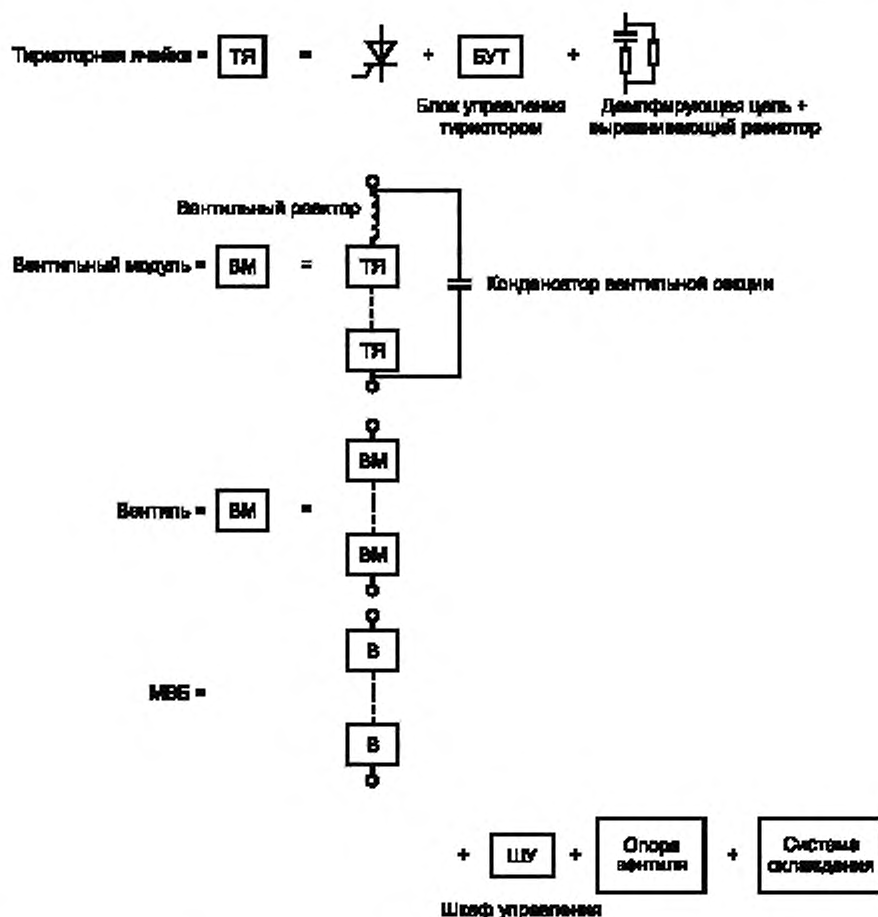 Тиристорная ячейка = ТЯ = + БУТ +
Блок управления
тиристором
Демпфирующая цепь +
выравнивающий резистор
Вентильный реактор
Вентильный модуль = ВМ = ТЯ
Конденсатор вентильной секции
ТЯ
ВМ
Вентиль = ВМ =
ВМ
В
МВБ =
В
+ ШУ + Опора вентиля + Система охлаждения
Шкаф управления